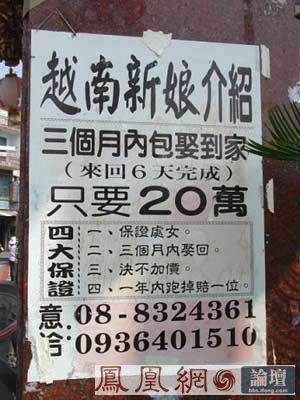 越南新娘介紹
三個月內包娶到家
（來回6天完成）
只要20萬
四大保證
一、保證處女。
二、三個月內娶回。
三、決不加價。
四、一年內跑掉賠一位。
意洽:
08-8324361
0936401510
鳳凰網
論壇
bbs.ifeng.com